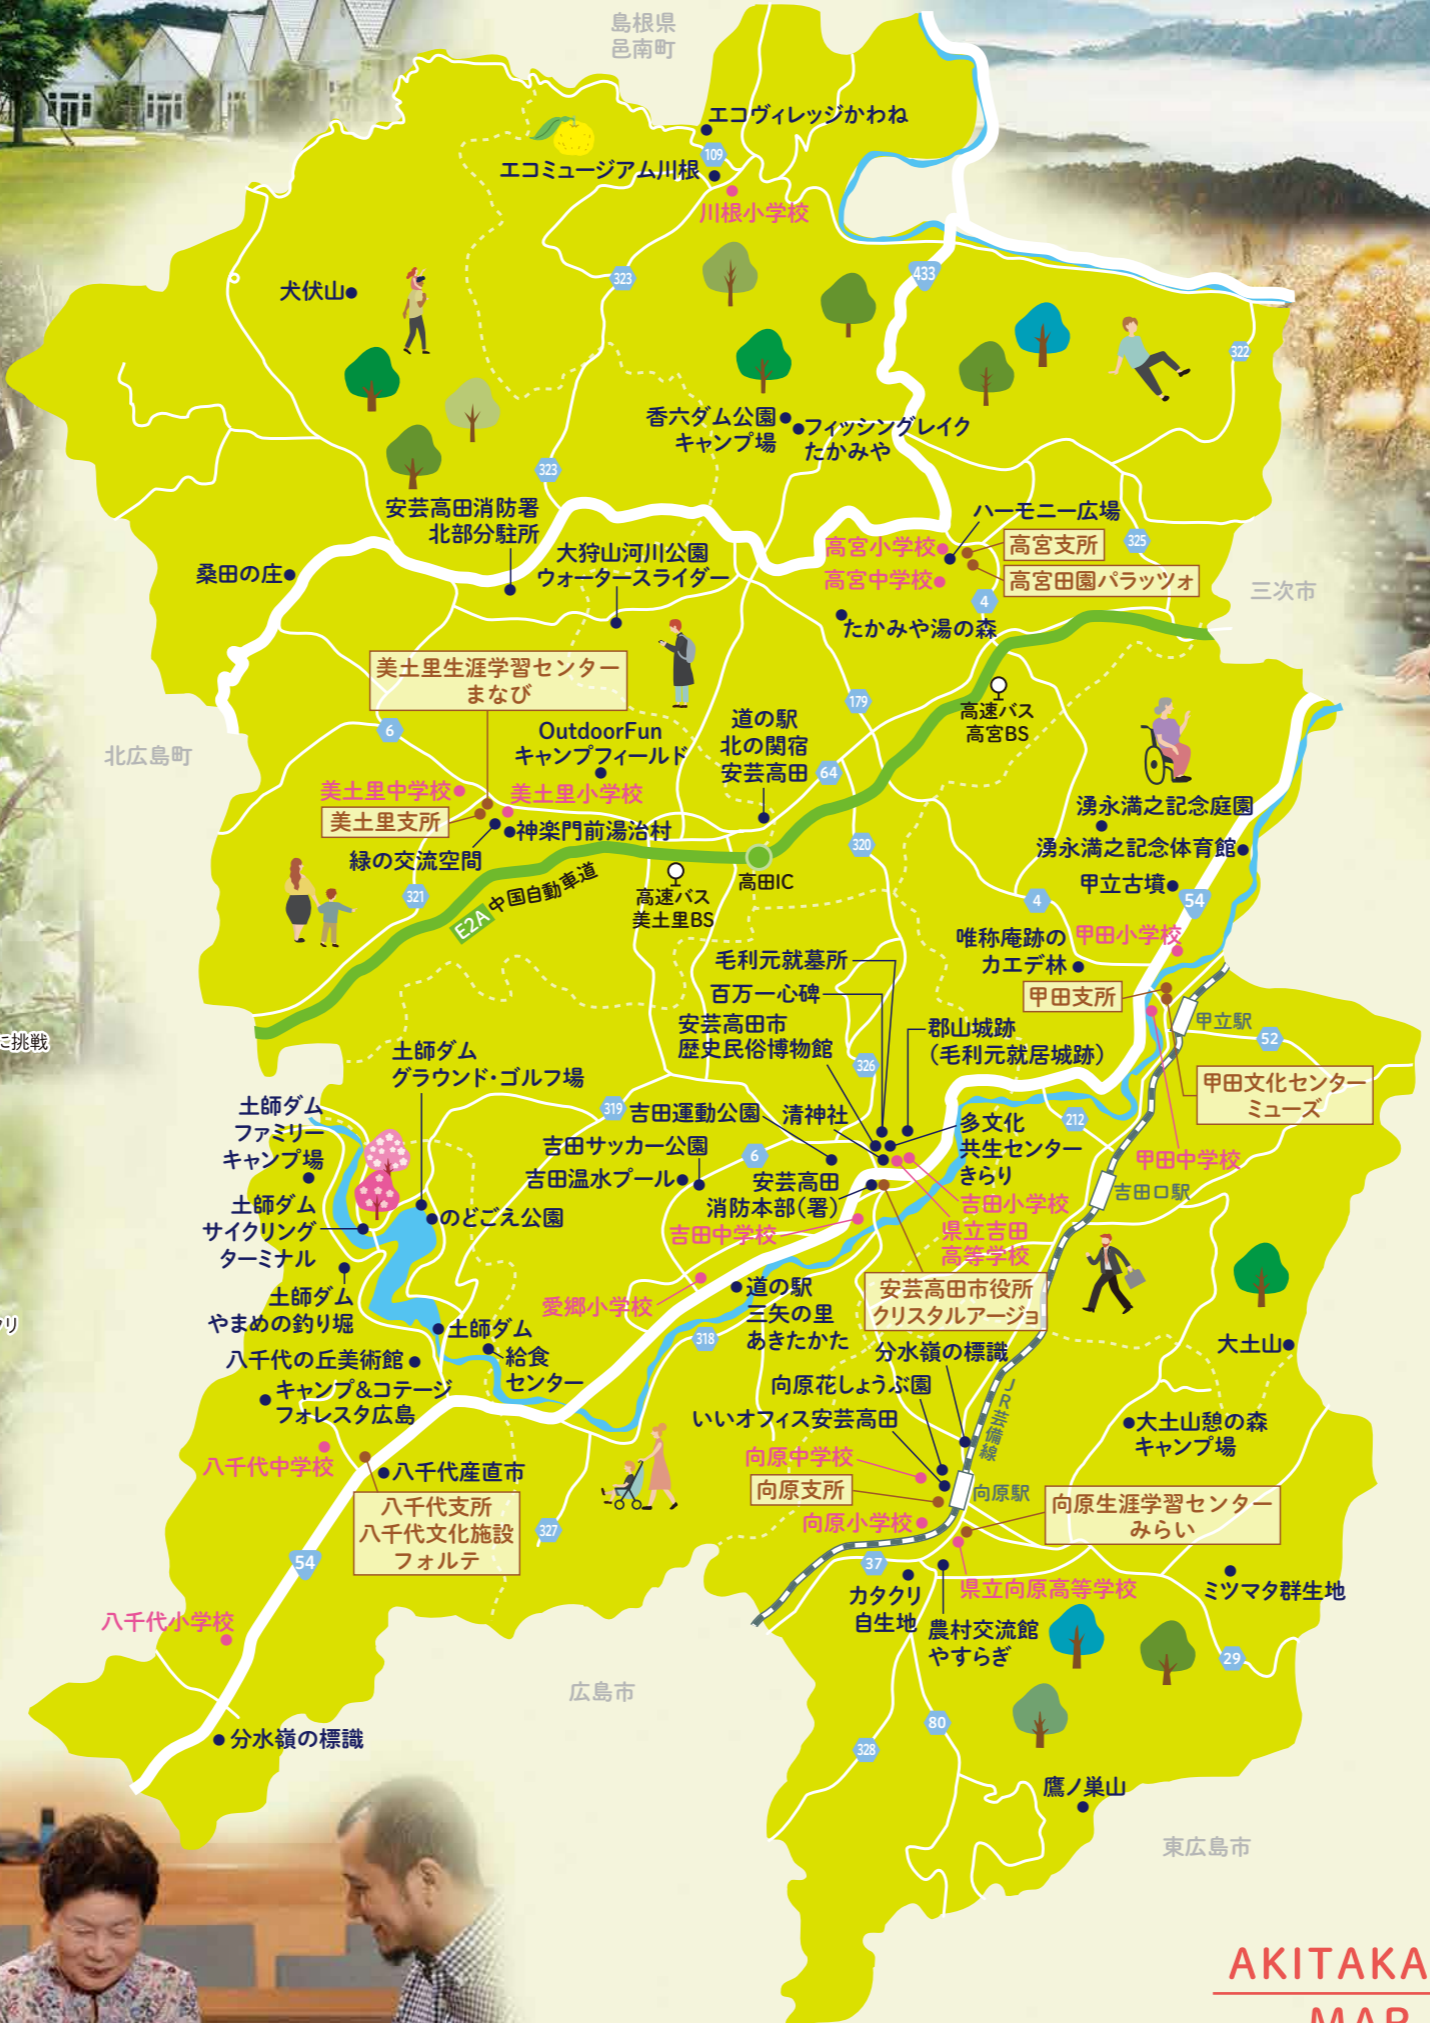 島根県
邑南町
エコヴィレッジかわね
109
エコミュージアム川根
川根小学校
323
433
犬伏山
322
香六ダム公園
キャンプ場
フィッシングレイク
たかみや
323
安芸高田消防署
北部分駐所
ハーモニー広場
高宮小学校
高宮支所
325
大狩山河川公園
ウォータースライダー
高宮中学校
高宮田園パラッツォ
桑田の庄
4
三次市
たかみや湯の森
美土里生涯学習センター
まなび
179
高速バス
高宮BS
6
OutdoorFun
キャンプフィールド
道の駅
北の関宿
安芸高田
64
北広島町
美土里中学校
美土里小学校
美土里支所
神楽門前湯治村
緑の交流空間
湧永満之記念庭園
湧永満之記念体育館
320
甲立古墳
高田IC
高速バス
美土里BS
321
E2A
中国自動車道
4
54
唯称庵跡の
カエデ林
甲田小学校
毛利元就墓所
百万一心碑
甲田支所
安芸高田市
歴史民俗博物館
郡山城跡
(毛利元就居城跡)
甲立駅
52
に挑戦
土師ダム
グラウンド・ゴルフ場
326
甲田文化センター
ミューズ
土師ダム
ファミリー
キャンプ場
319
吉田運動公園
清神社
212
多文化
共生センター
きらり
吉田サッカー公園
6
吉田温水プール
甲田中学校
安芸高田
消防本部(署)
吉田口駅
土師ダム
サイクリング
ターミナル
のどごえ公園
吉田小学校
吉田中学校
県立吉田
高等学校
土師ダム
やまめの釣り堀
愛郷小学校
道の駅
三矢の里
あきたかた
安芸高田市役所
クリスタルアージョ
土師ダム
給食
センター
318
大土山
八千代の丘美術館
分水嶺の標識
キャンプ&コテージ
フォレスタ広島
向原花しょうぶ園
JR芸備線
いいオフィス安芸高田
大土山憩の森
キャンプ場
八千代中学校
八千代産直市
向原中学校
向原支所
向原駅
八千代支所
八千代文化施設
フォルテ
向原生涯学習センター
みらい
327
向原小学校
54
37
カタクリ
自生地
県立向原高等学校
ミツマタ群生地
八千代小学校
農村交流館
やすらぎ
29
広島市
80
分水嶺の標識
328
鷹ノ巣山
東広島市
AKITAKA
MAP